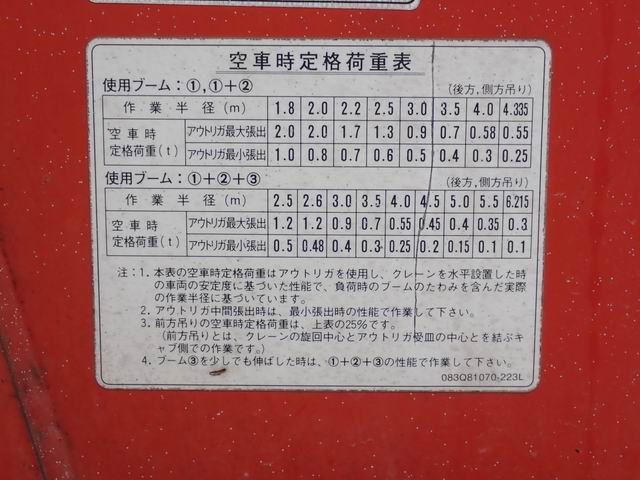 空車時定格荷重表
使用ブーム：①,①＋② (後方,側方吊り)
作業半径(m) 1.8 2.0 2.2 2.5 3.0 3.5 4.0 4.335
空車時定格荷重(t) アウトリガ最大張出 2.0 2.0 1.7 1.3 0.9 0.7 0.58 0.55
アウトリガ最小張出 1.0 0.8 0.7 0.6 0.5 0.4 0.3 0.25
使用ブーム：①＋②＋③ (後方,側方吊り)
作業半径(m) 2.5 2.6 3.0 3.5 4.0 4.5 5.0 5.5 6.215
空車時定格荷重(t) アウトリガ最大張出 1.2 1.2 0.9 0.7 0.55 0.45 0.4 0.35 0.3
アウトリガ最小張出 0.5 0.48 0.4 0.3 0.25 0.2 0.15 0.1 0.1
注：1. 本表の空車時定格荷重はアウトリガを使用し、クレーンを水平設置した時
の車両の安定度に基づいた性能で、負荷時のブームのたわみを含んだ実際
の作業半径に基づいています。
2. アウトリガ中間張出時は、最小張出時の性能で作業して下さい。
3. 前方吊りの空車時定格荷重は、上表の25％です。
(前方吊りとは、クレーンの旋回中心とアウトリガ受皿の中心とを結ぶキ
ャブ側での作業です。)
4. ブーム③を少しでも伸ばした時は、①＋②＋③の性能で作業して下さい。
083Q81070-223L